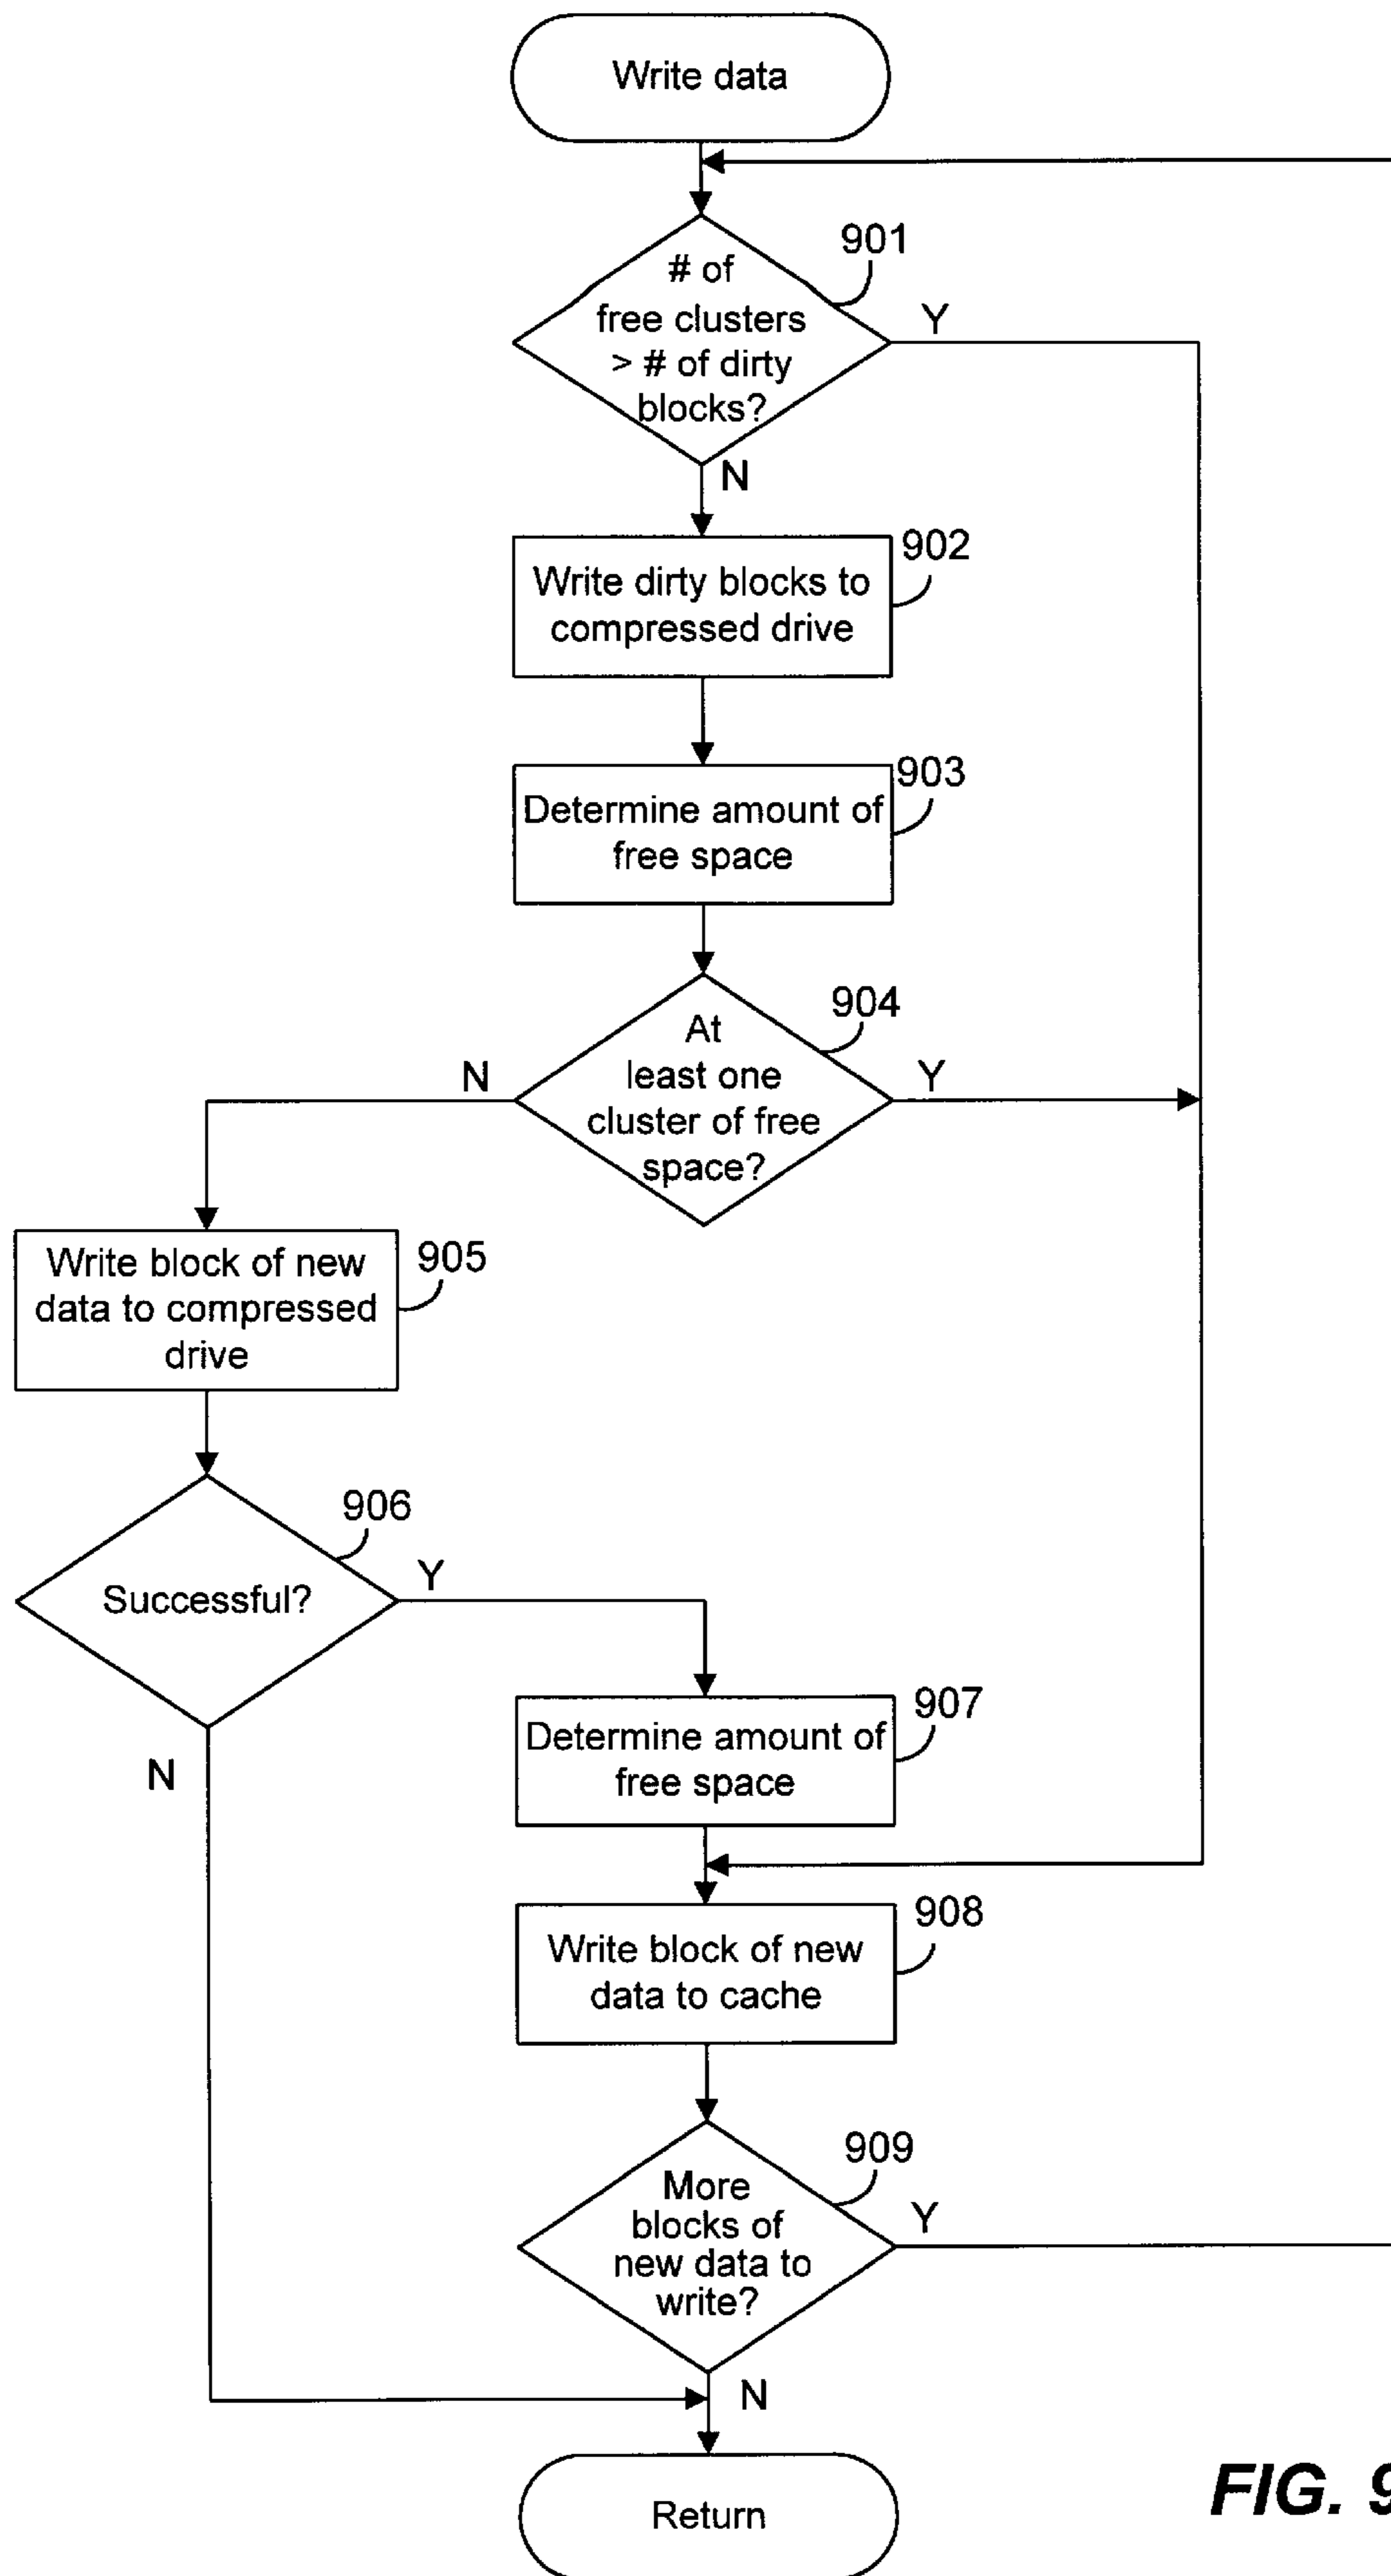 Write data
901
# of
free clusters
> # of dirty
blocks?
Y
N
902
Write dirty blocks to
compressed drive
903
Determine amount of
free space
904
At
least one
cluster of free
space?
N
Y
905
Write block of new
data to compressed
drive
906
Successful?
Y
N
907
Determine amount of
free space
908
Write block of new
data to cache
909
More
blocks of
new data to
write?
Y
N
Return
FIG. 9